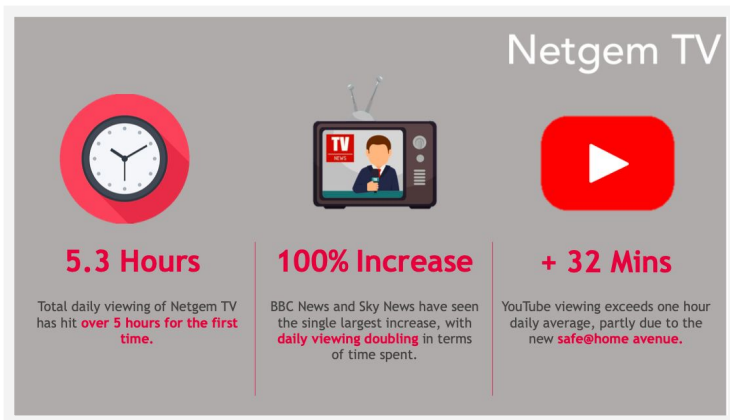 Netgem TV
TV
NEWS
5.3 Hours
Total daily viewing of Netgem TV
has hit over 5 hours for the first
time.
100% Increase
BBC News and Sky News have seen
the single largest increase, with
daily viewing doubling in terms
of time spent.
+ 32 Mins
YouTube viewing exceeds one hour
daily average, partly due to the
new safe@home avenue.